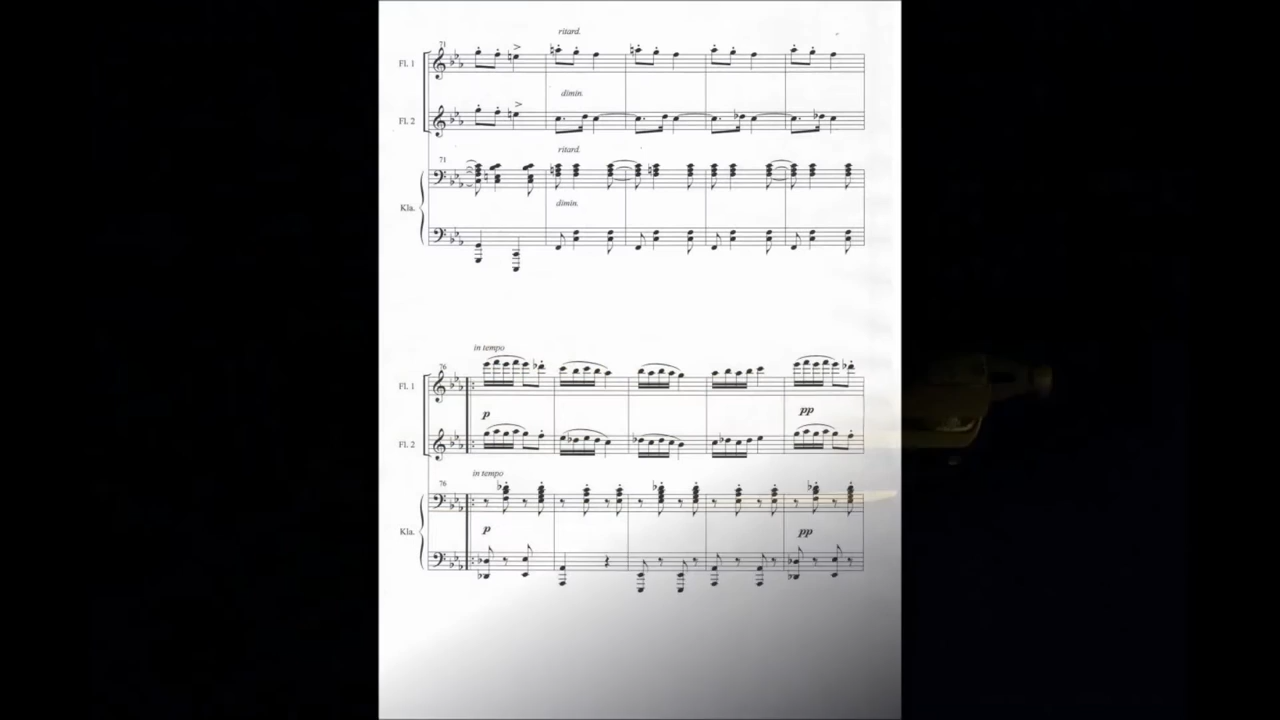 ritard.
71
Fl. 1
dimin.
Fl. 2
ritard.
71
dimin.
Kla.
in tempo
76
Fl. 1
p
pp
Fl. 2
in tempo
76
p
pp
Kla.